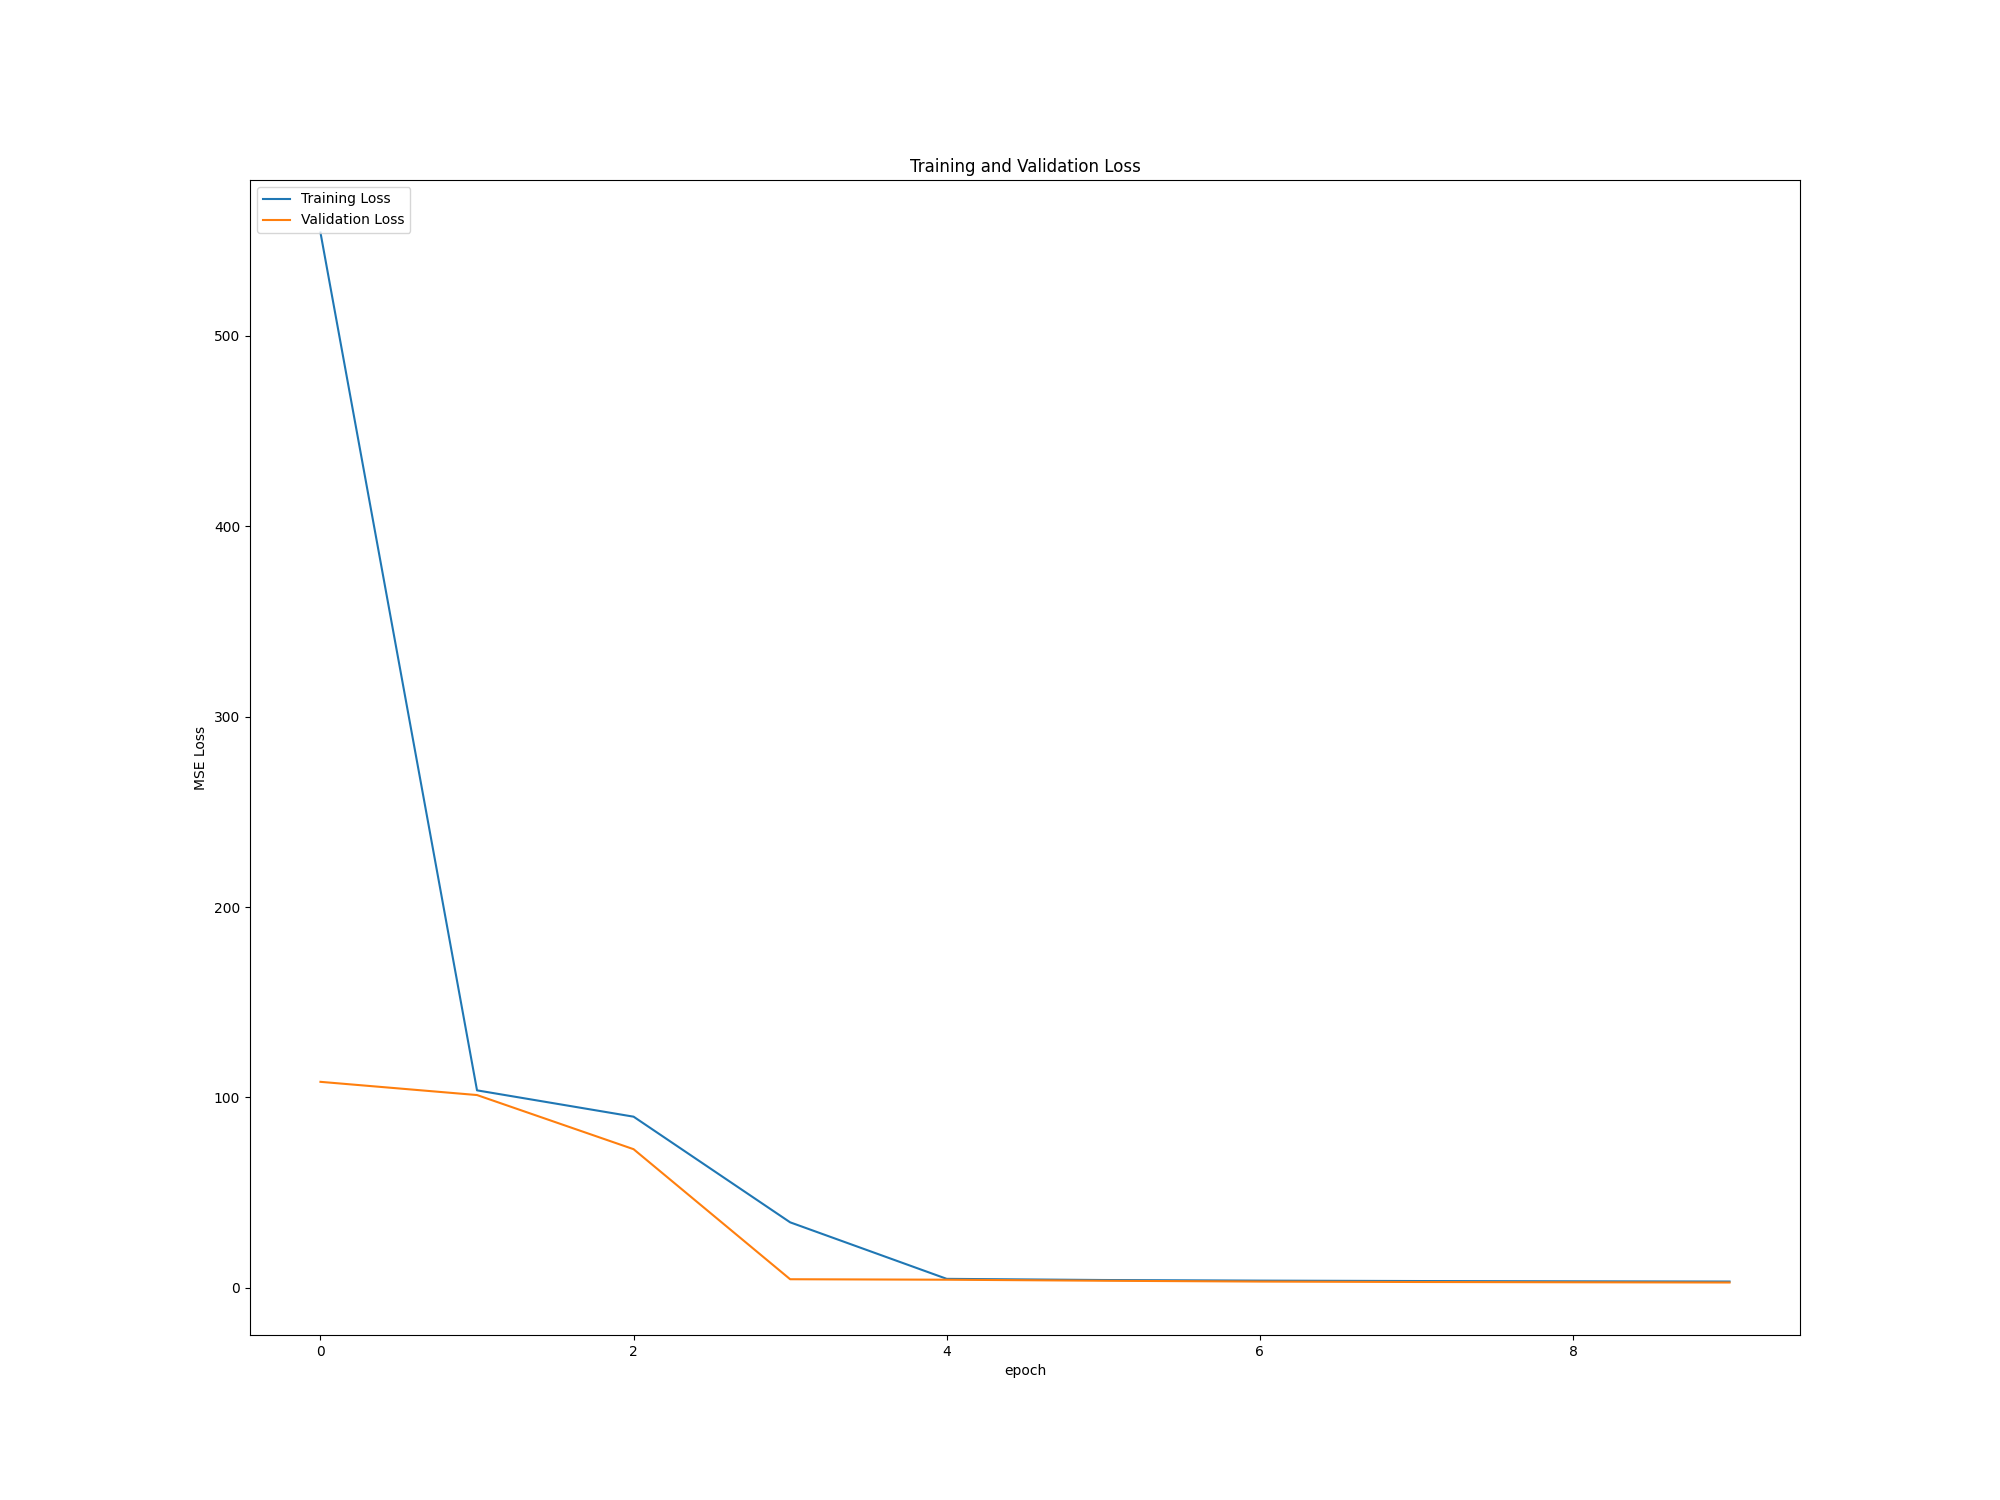 Training and Validation Loss
Training Loss
Validation Loss
500
400
300
200
100
0
MSE Loss
0 2 4 6 8
epoch